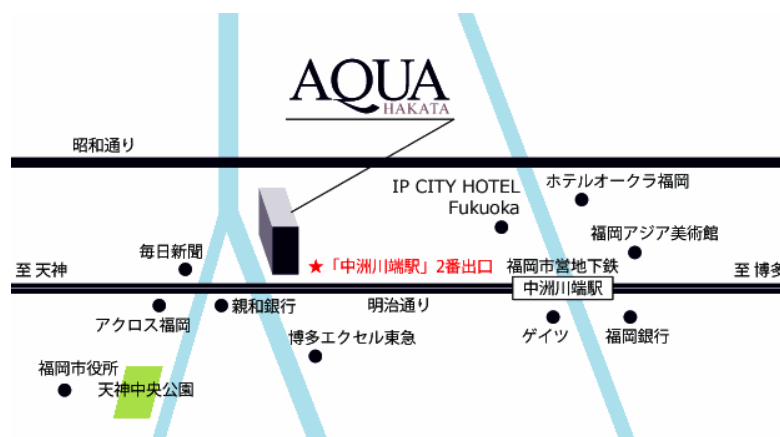 AQUA
HAKATA
昭和通り
IP CITY HOTEL
Fukuoka
ホテルオークラ福岡
福岡アジア美術館
毎日新聞
至 天神
★「中洲川端駅」2番出口
福岡市営地下鉄
至 博多
中洲川端駅
アクロス福岡
親和銀行
明治通り
博多エクセル東急
ゲイツ
福岡銀行
福岡市役所
天神中央公園